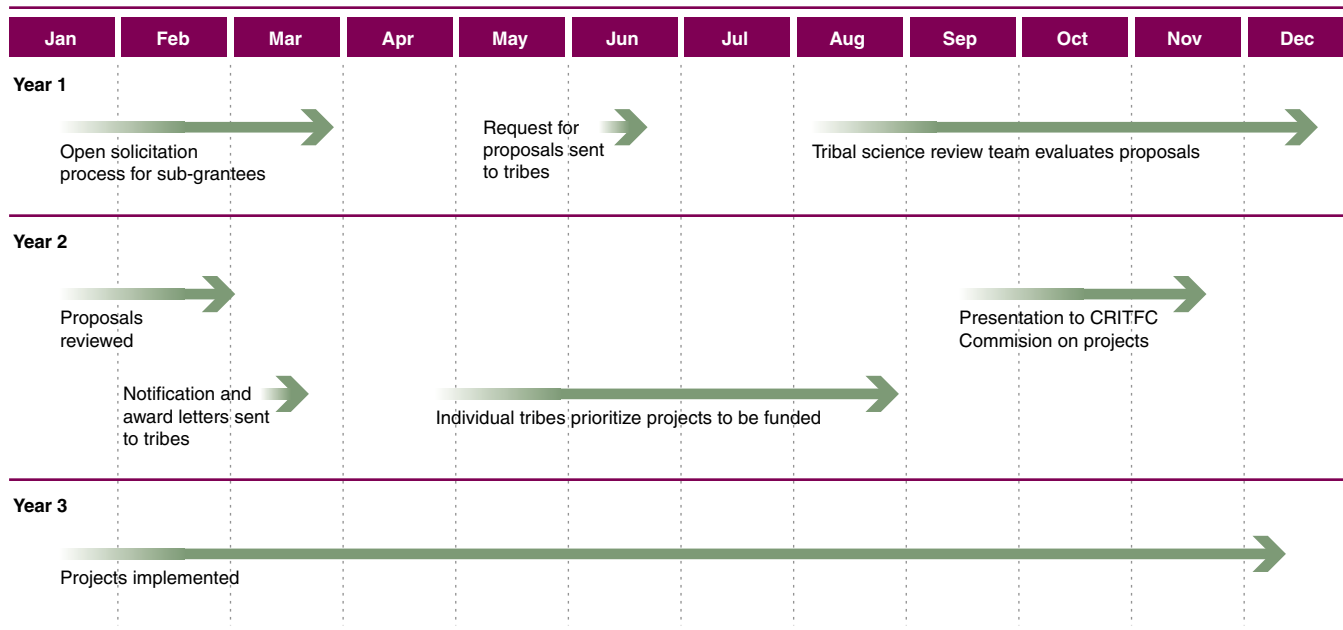 Jan Feb Mar Apr May Jun Jul Aug Sep Oct Nov Dec
Year 1
Open solicitation
process for sub-grantees
Request for
proposals sent
to tribes
Tribal science review team evaluates proposals
Year 2
Proposals
reviewed
Presentation to CRITFC
Commision on projects
Notification and
award letters sent
to tribes
Individual tribes prioritize projects to be funded
Year 3
Projects implemented